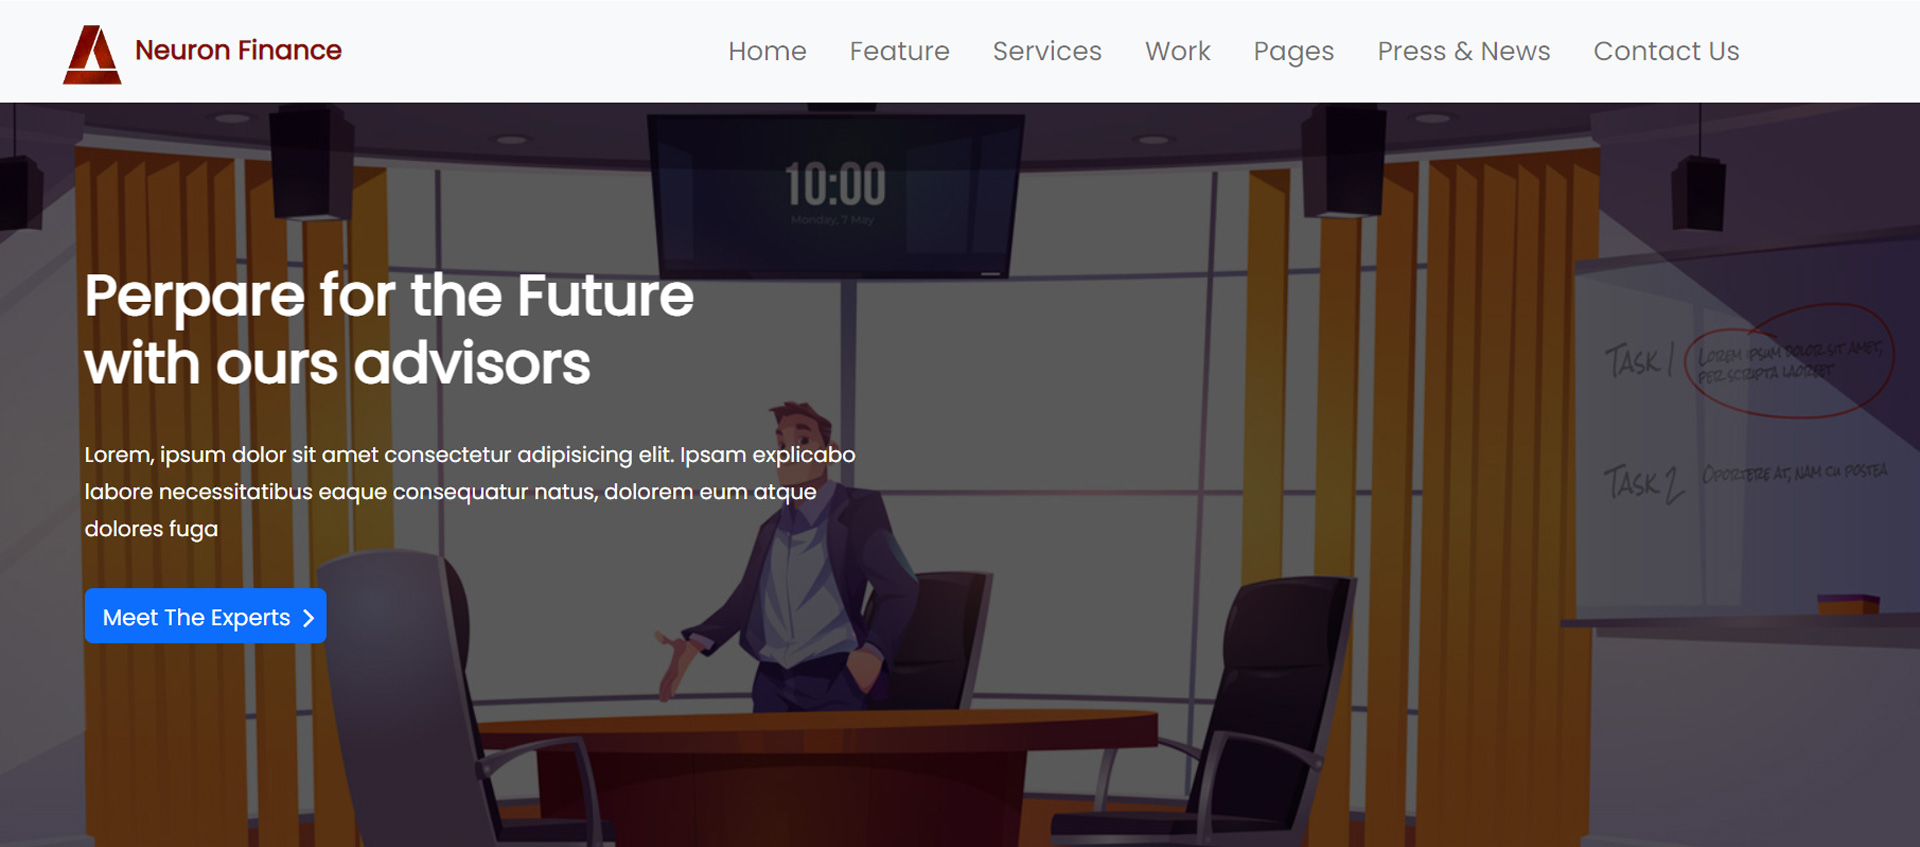 Neuron Finance
Home Feature Services Work Pages Press & News Contact Us
10:00
Monday, 7 May
Perpare for the Future
with ours advisors
Lorem, ipsum dolor sit amet consectetur adipisicing elit. Ipsam explicabo
labore necessitatibus eaque consequatur natus, dolorem eum atque
dolores fuga
Meet The Experts
TASK 1
LOREM IPSUM DOLOR SIT AMET,
PER SCRIPTA LAOREET
TASK 2
OPORTERE AT, NAM CU POSTEA